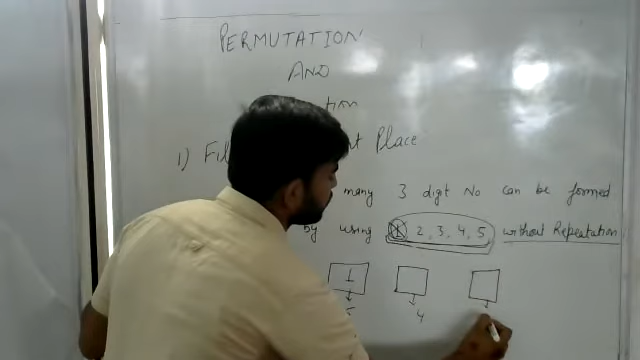 PERMUTATION
AND
tion
1) Fil t Place
many 3 digit No can be formed
by using 1, 2, 3, 4, 5 without Repeatation
1
5 4